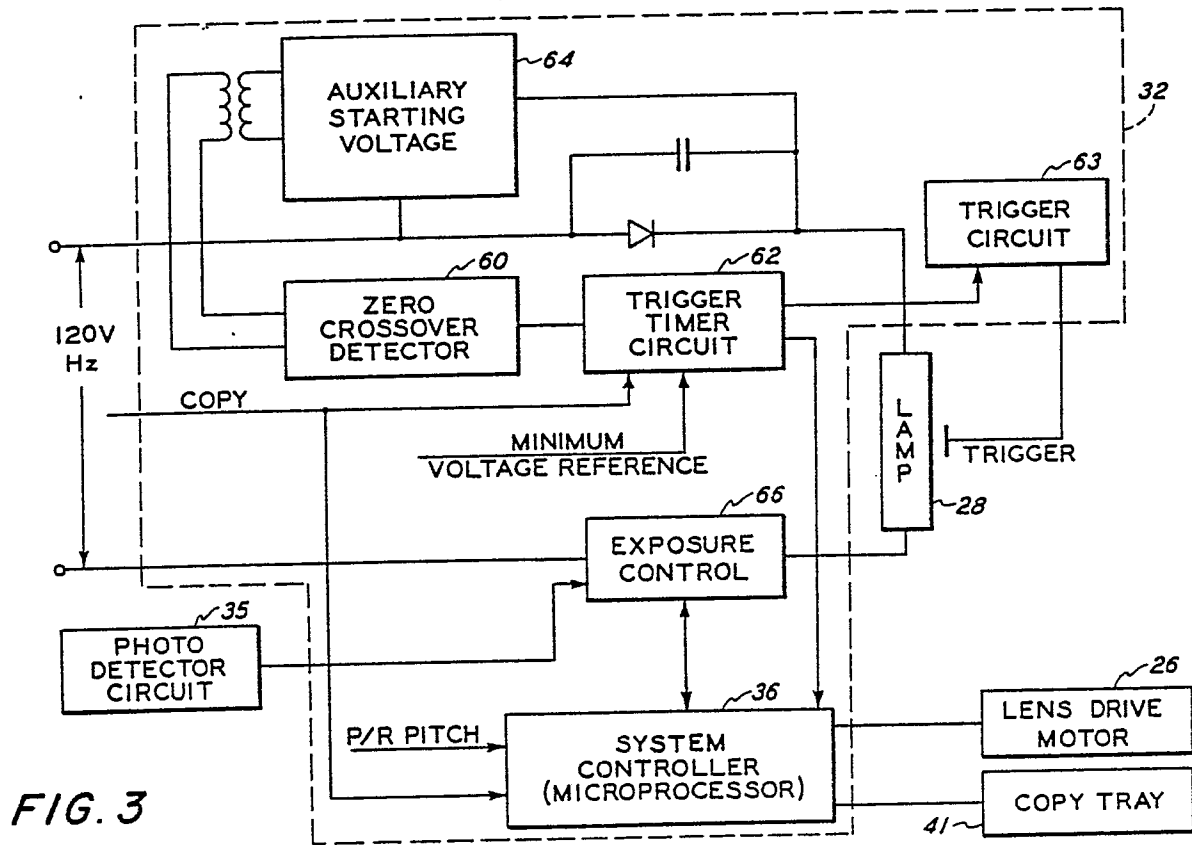 64
AUXILIARY
STARTING
VOLTAGE
32
63
TRIGGER
CIRCUIT
60
ZERO
CROSSOVER
DETECTOR
62
TRIGGER
TIMER
CIRCUIT
120V
Hz
COPY
MINIMUM
VOLTAGE REFERENCE
LAMP
TRIGGER
28
66
EXPOSURE
CONTROL
35
PHOTO
DETECTOR
CIRCUIT
36
P/R PITCH
SYSTEM
CONTROLLER
(MICROPROCESSOR)
26
LENS DRIVE
MOTOR
COPY TRAY
41
FIG. 3